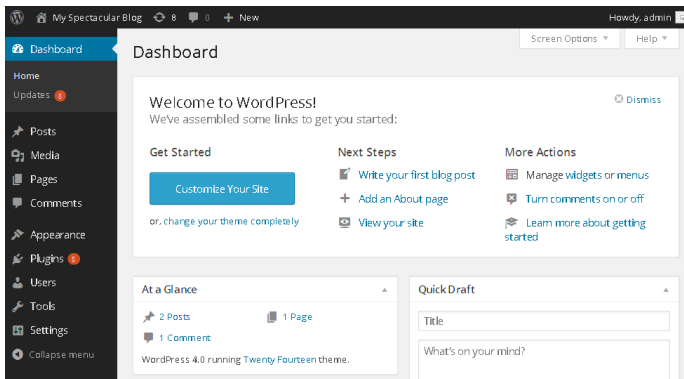 My Spectacular Blog 8 0 + New Howdy, admin
Screen Options ▼ Help ▼
Dashboard
Home
Updates 8
Posts
Media
Pages
Comments
Appearance
Plugins 8
Users
Tools
Settings
Collapse menu
Dashboard
Welcome to WordPress!
Dismiss
We've assembled some links to get you started:
Get Started
Customize Your Site
or, change your theme completely
Next Steps
Write your first blog post
Add an About page
View your site
More Actions
Manage widgets or menus
Turn comments on or off
Learn more about getting
started
At a Glance
2 Posts 1 Page
1 Comment
WordPress 4.0 running Twenty Fourteen theme.
Quick Draft
Title
What's on your mind?